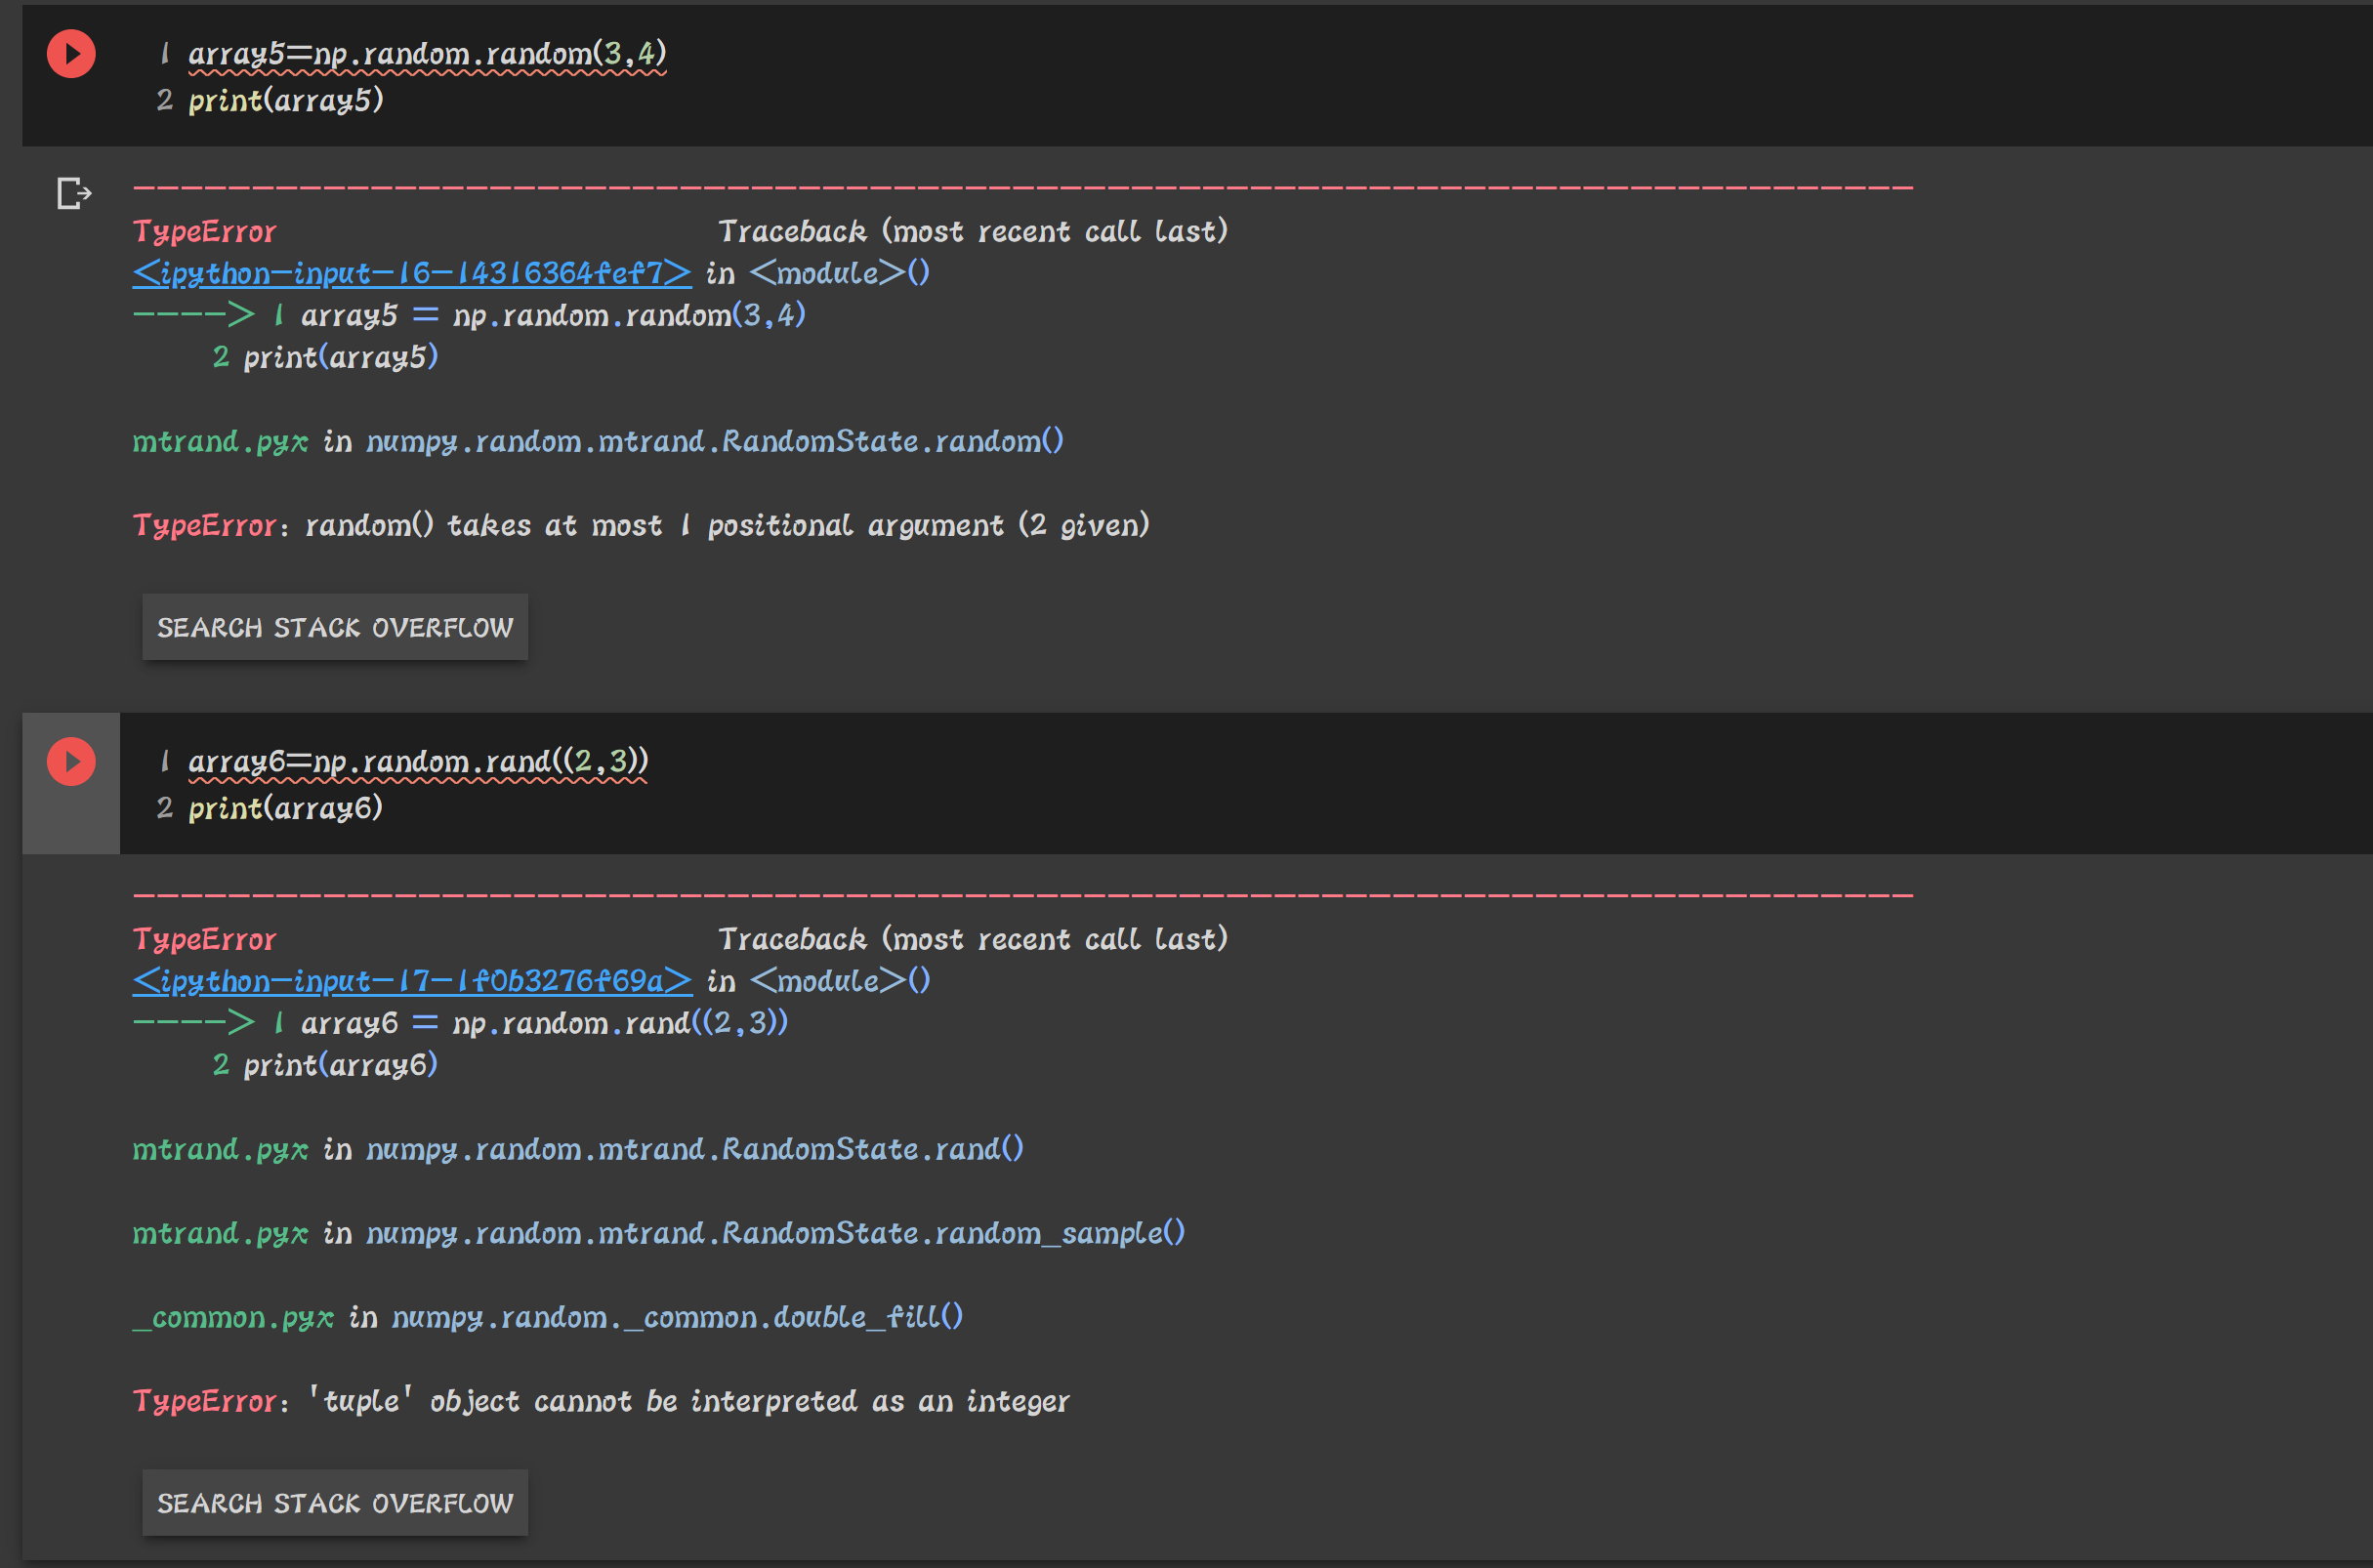 1 array5=np.random.random(3,4)
2 print(array5)
---------------------------------------------------------------------------
TypeError Traceback (most recent call last)
<ipython-input-16-14316364fef7> in <module>()
----> 1 array5 = np.random.random(3,4)
2 print(array5)
mtrand.pyx in numpy.random.mtrand.RandomState.random()
TypeError: random() takes at most 1 positional argument (2 given)
SEARCH STACK OVERFLOW
1 array6=np.random.rand((2,3))
2 print(array6)
---------------------------------------------------------------------------
TypeError Traceback (most recent call last)
<ipython-input-17-1f0b3276f69a> in <module>()
----> 1 array6 = np.random.rand((2,3))
2 print(array6)
mtrand.pyx in numpy.random.mtrand.RandomState.rand()
mtrand.pyx in numpy.random.mtrand.RandomState.random_sample()
_common.pyx in numpy.random._common.double_fill()
TypeError: 'tuple' object cannot be interpreted as an integer
SEARCH STACK OVERFLOW